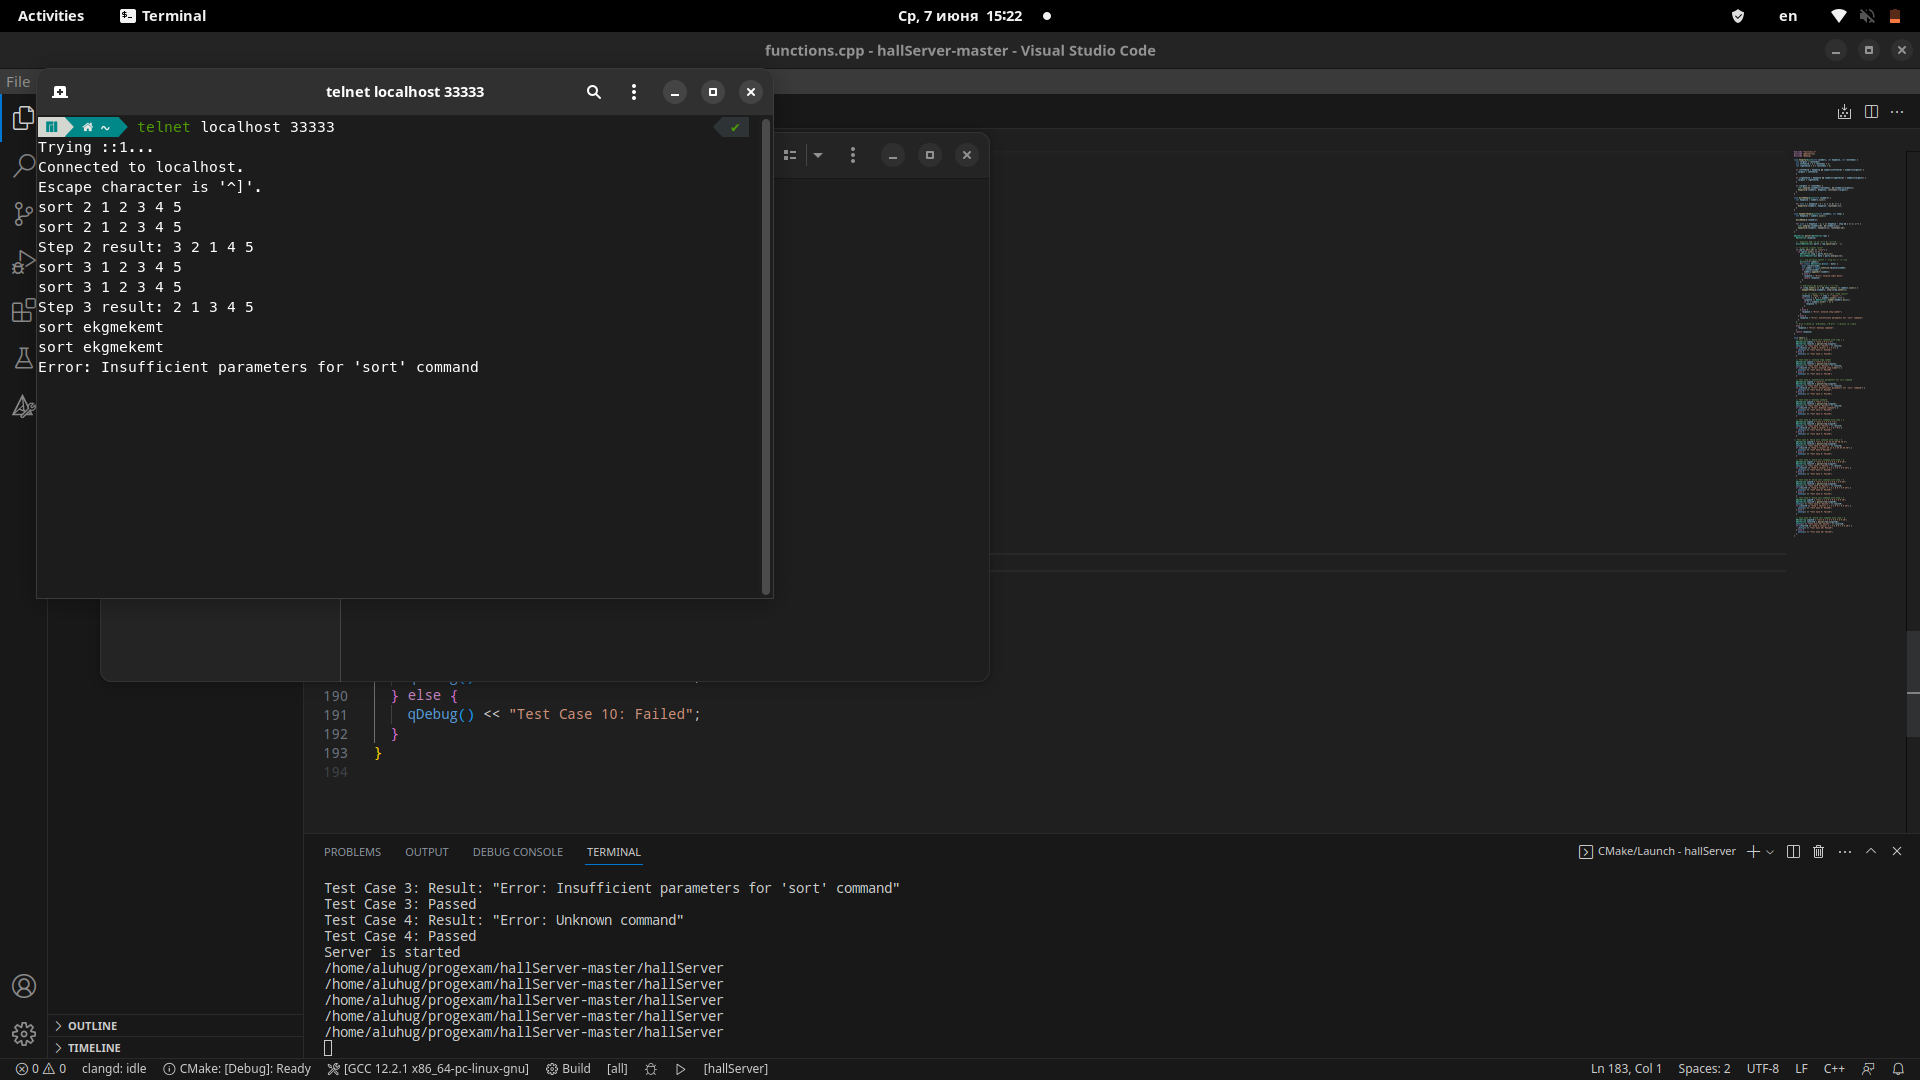 Activities
Terminal
Ср, 7 июня 15:22
en
functions.cpp - hallServer-master - Visual Studio Code
File
telnet localhost 33333
~ telnet localhost 33333
Trying ::1...
Connected to localhost.
Escape character is '^]'.
sort 2 1 2 3 4 5
sort 2 1 2 3 4 5
Step 2 result: 3 2 1 4 5
sort 3 1 2 3 4 5
sort 3 1 2 3 4 5
Step 3 result: 2 1 3 4 5
sort ekgmekemt
sort ekgmekemt
Error: Insufficient parameters for 'sort' command
190 } else {
191 qDebug() << "Test Case 10: Failed";
192 }
193 }
194
PROBLEMS OUTPUT DEBUG CONSOLE TERMINAL
CMake/Launch - hallServer
Test Case 3: Result: "Error: Insufficient parameters for 'sort' command"
Test Case 3: Passed
Test Case 4: Result: "Error: Unknown command"
Test Case 4: Passed
Server is started
/home/aluhug/progexam/hallServer-master/hallServer
/home/aluhug/progexam/hallServer-master/hallServer
/home/aluhug/progexam/hallServer-master/hallServer
/home/aluhug/progexam/hallServer-master/hallServer
/home/aluhug/progexam/hallServer-master/hallServer
OUTLINE
TIMELINE
0 0 clangd: idle CMake: [Debug]: Ready [GCC 12.2.1 x86_64-pc-linux-gnu] Build [all] [hallServer] Ln 183, Col 1 Spaces: 2 UTF-8 LF C++